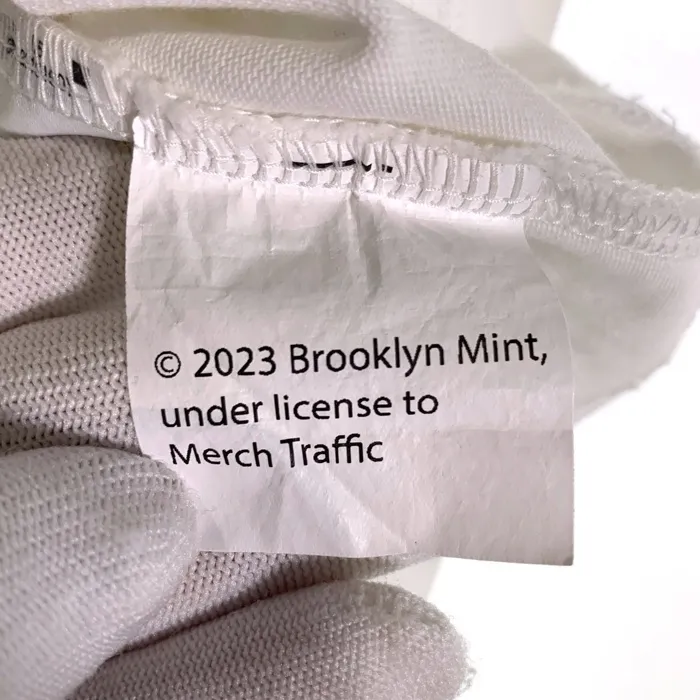 © 2023 Brooklyn Mint,
under license to
Merch Traffic